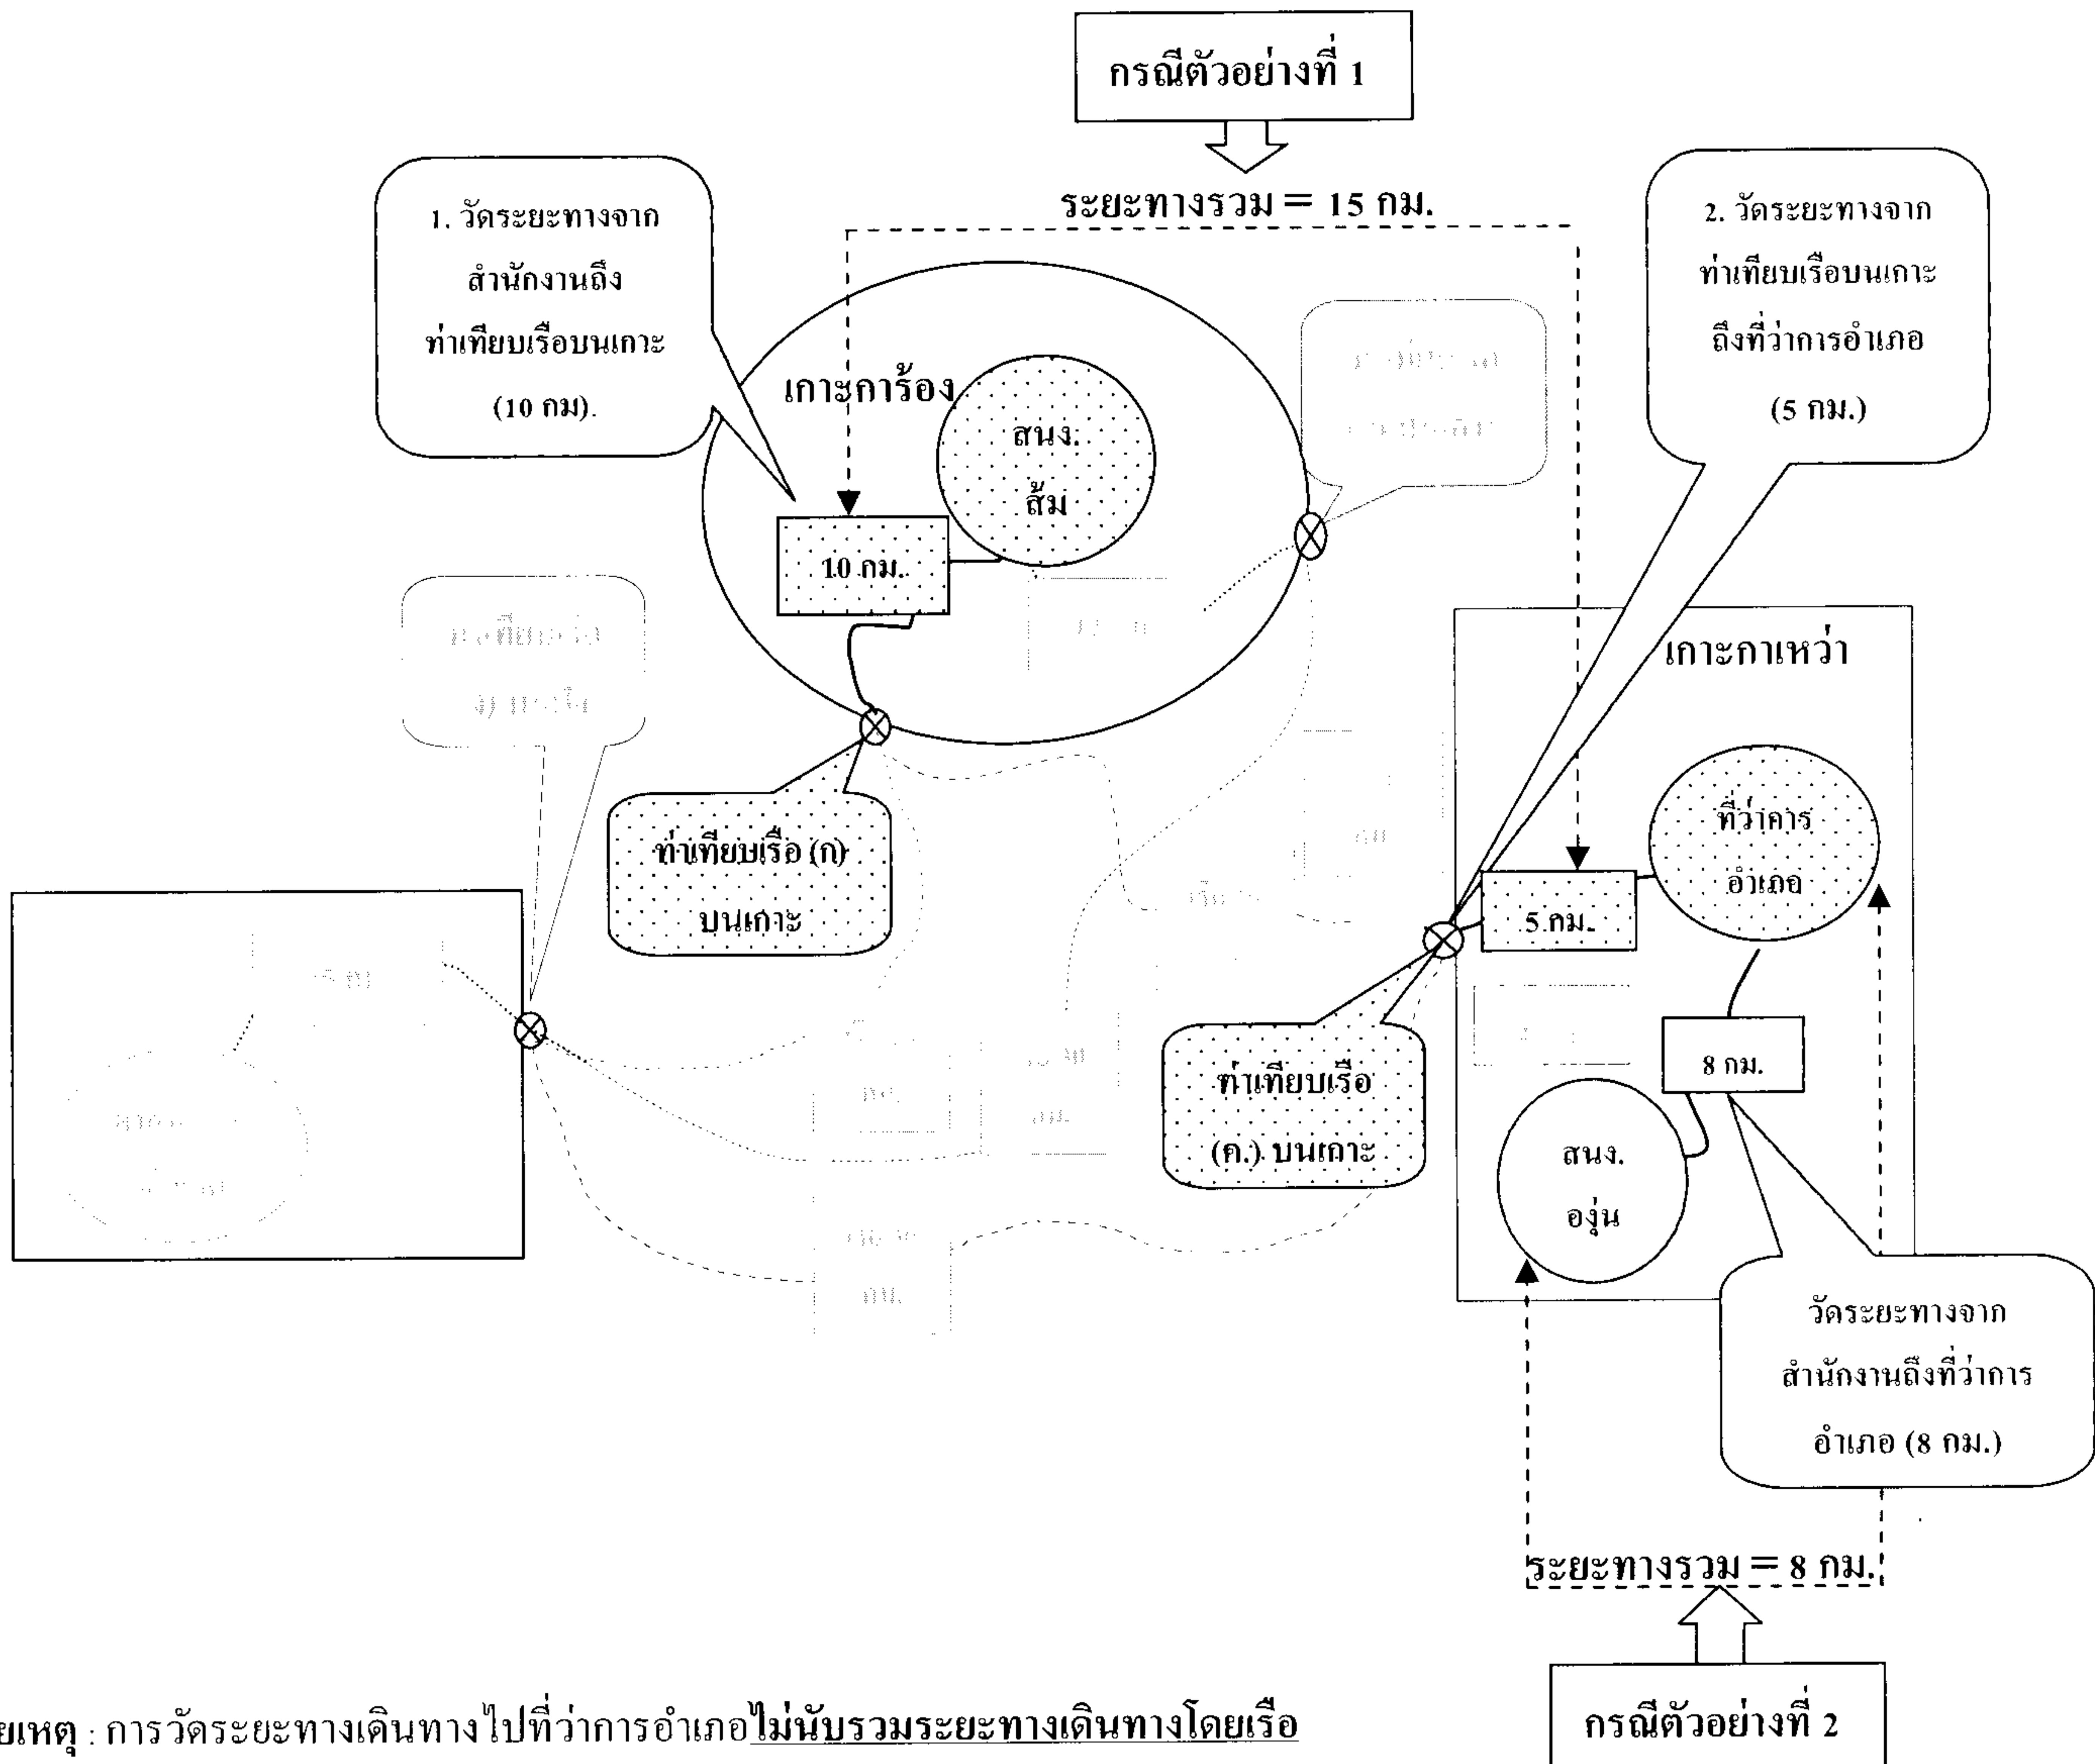 กรณีตัวอย่างที่ 1
ระยะทางรวม = 15 กม.
1. วัดระยะทางจาก
สำนักงานถึง
ท่าเทียบเรือบนเกาะ
(10 กม).
2. วัดระยะทางจาก
ท่าเทียบเรือบนเกาะ
ถึงที่ว่าการอำเภอ
(5 กม.)
เกาะการ้อง
สนง.
ส้ม
10 กม.
เกาะกาเหว่า
ท่าเทียบเรือ (ก)
บนเกาะ
ที่ว่าการ
อำเภอ
5 กม.
8 กม.
ท่าเทียบเรือ
(ค.) บนเกาะ
สนง.
องุ่น
กม.
วัดระยะทางจาก
สำนักงานถึงที่ว่าการ
อำเภอ (8 กม.)
ระยะทางรวม = 8 กม.
กรณีตัวอย่างที่ 2
ยเหตุ : การวัดระยะทางเดินทางไปที่ว่าการอำเภอไม่นับรวมระยะทางเดินทางโดยเรือ